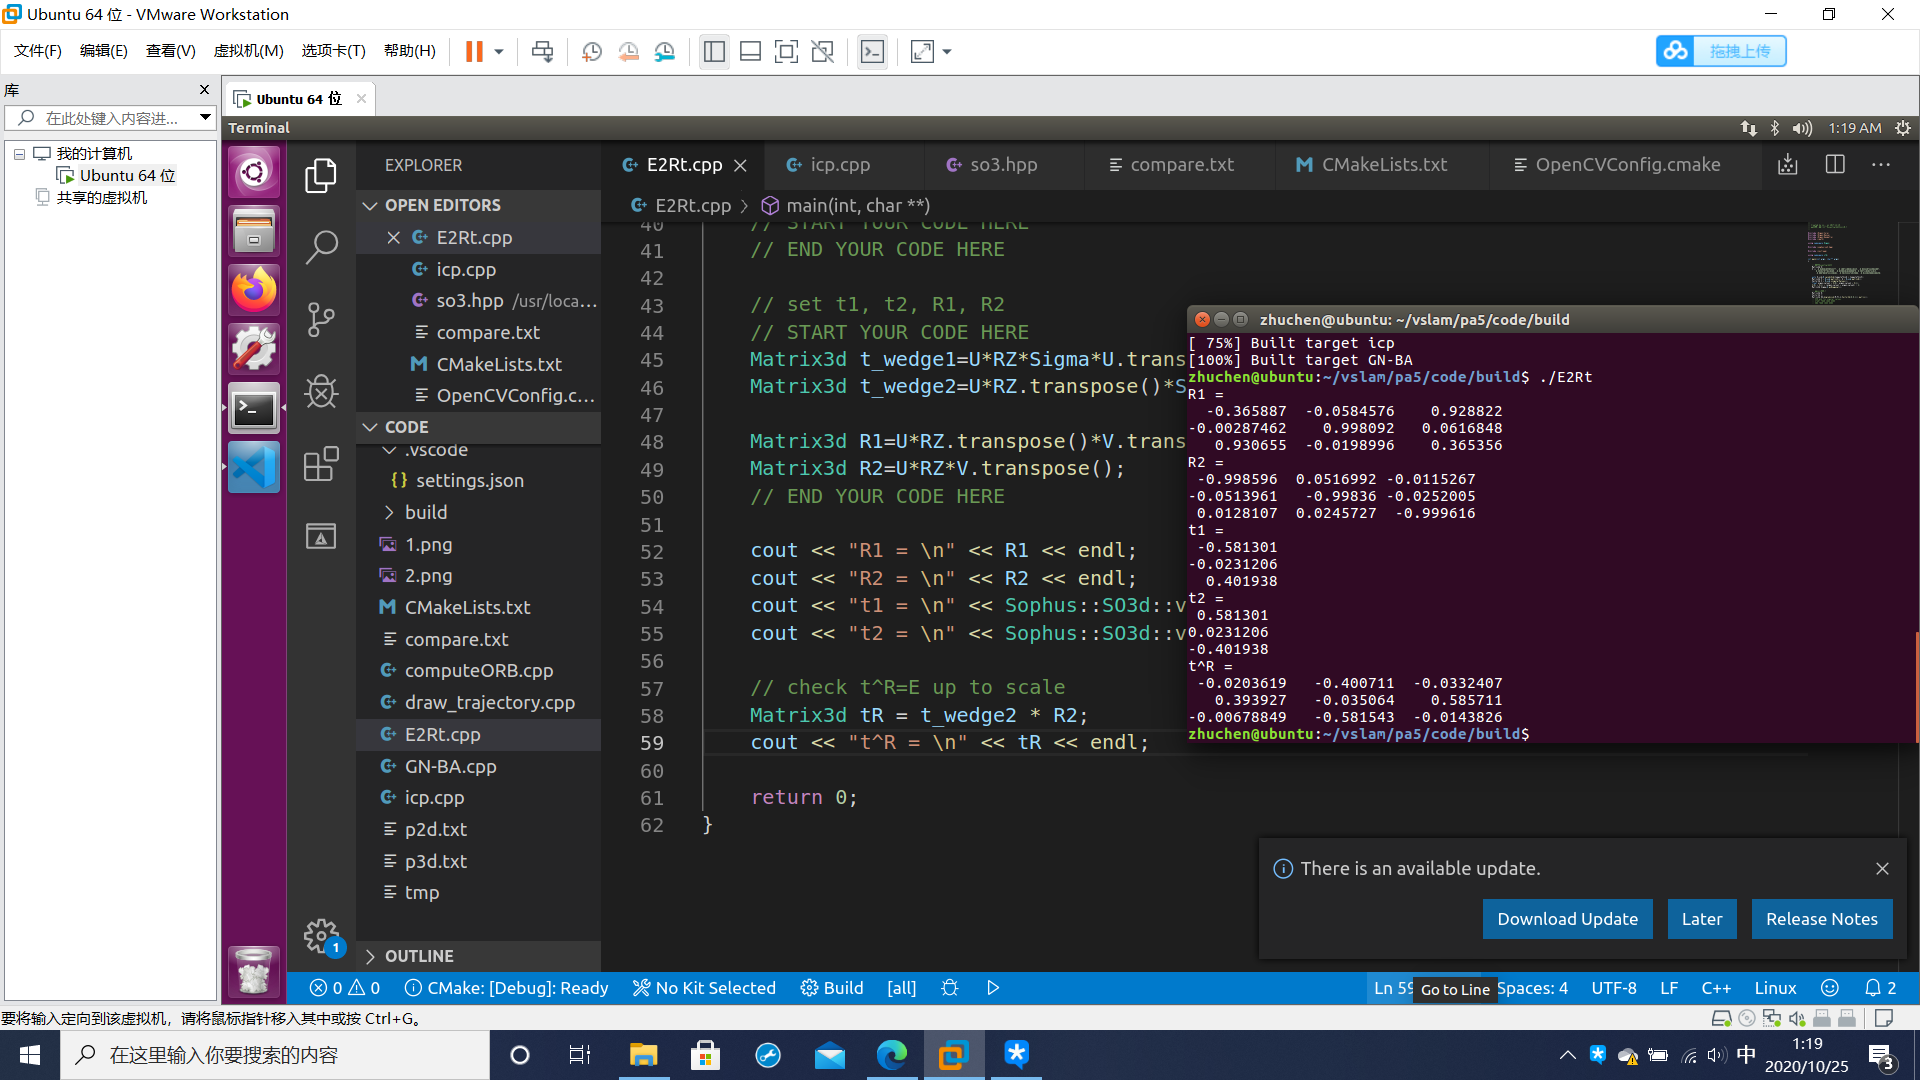 Ubuntu 64 位 - VMware Workstation
文件(F) 编辑(E) 查看(V) 虚拟机(M) 选项卡(T) 帮助(H)
拖拽上传
库
在此处键入内容进...
我的计算机
Ubuntu 64 位
共享的虚拟机
Ubuntu 64 位
Terminal
1:19 AM
EXPLORER
OPEN EDITORS
E2Rt.cpp
icp.cpp
so3.hpp /usr/loca...
compare.txt
CMakeLists.txt
OpenCVConfig.c...
CODE
.vscode
{} settings.json
build
1.png
2.png
CMakeLists.txt
compare.txt
computeORB.cpp
draw_trajectory.cpp
E2Rt.cpp
GN-BA.cpp
icp.cpp
p2d.txt
p3d.txt
tmp
OUTLINE
1
E2Rt.cpp icp.cpp so3.hpp compare.txt CMakeLists.txt OpenCVConfig.cmake
E2Rt.cpp > main(int, char **)
40 // START YOUR CODE HERE
41 // END YOUR CODE HERE
42
43 // set t1, t2, R1, R2
44 // START YOUR CODE HERE
45 Matrix3d t_wedge1=U*RZ*Sigma*U.trans
46 Matrix3d t_wedge2=U*RZ.transpose()*S
47
48 Matrix3d R1=U*RZ.transpose()*V.trans
49 Matrix3d R2=U*RZ*V.transpose();
50 // END YOUR CODE HERE
51
52 cout << "R1 = \n" << R1 << endl;
53 cout << "R2 = \n" << R2 << endl;
54 cout << "t1 = \n" << Sophus::SO3d::v
55 cout << "t2 = \n" << Sophus::SO3d::v
56
57 // check t^R=E up to scale
58 Matrix3d tR = t_wedge2 * R2;
59 cout << "t^R = \n" << tR << endl;
60
61 return 0;
62 }
zhuchen@ubuntu: ~/vslam/pa5/code/build
[ 75%] Built target icp
[100%] Built target GN-BA
zhuchen@ubuntu:~/vslam/pa5/code/build$ ./E2Rt
R1 =
-0.365887 -0.0584576 0.928822
-0.00287462 0.998092 0.0616848
0.930655 -0.0198996 0.365356
R2 =
-0.998596 0.0516992 -0.0115267
-0.0513961 -0.99836 -0.0252005
0.0128107 0.0245727 -0.999616
t1 =
-0.581301
-0.0231206
0.401938
t2 =
0.581301
0.0231206
-0.401938
t^R =
-0.0203619 -0.400711 -0.0332407
0.393927 -0.035064 0.585711
-0.00678849 -0.581543 -0.0143826
zhuchen@ubuntu:~/vslam/pa5/code/build$
There is an available update.
Download Update Later Release Notes
0 0 CMake: [Debug]: Ready No Kit Selected Build [all] Ln 59 Go to Line Spaces: 4 UTF-8 LF C++ Linux 2
要将输入定向到该虚拟机，请将鼠标指针移入其中或按 Ctrl+G。
在这里输入你要搜索的内容
中
1:19
2020/10/25
3